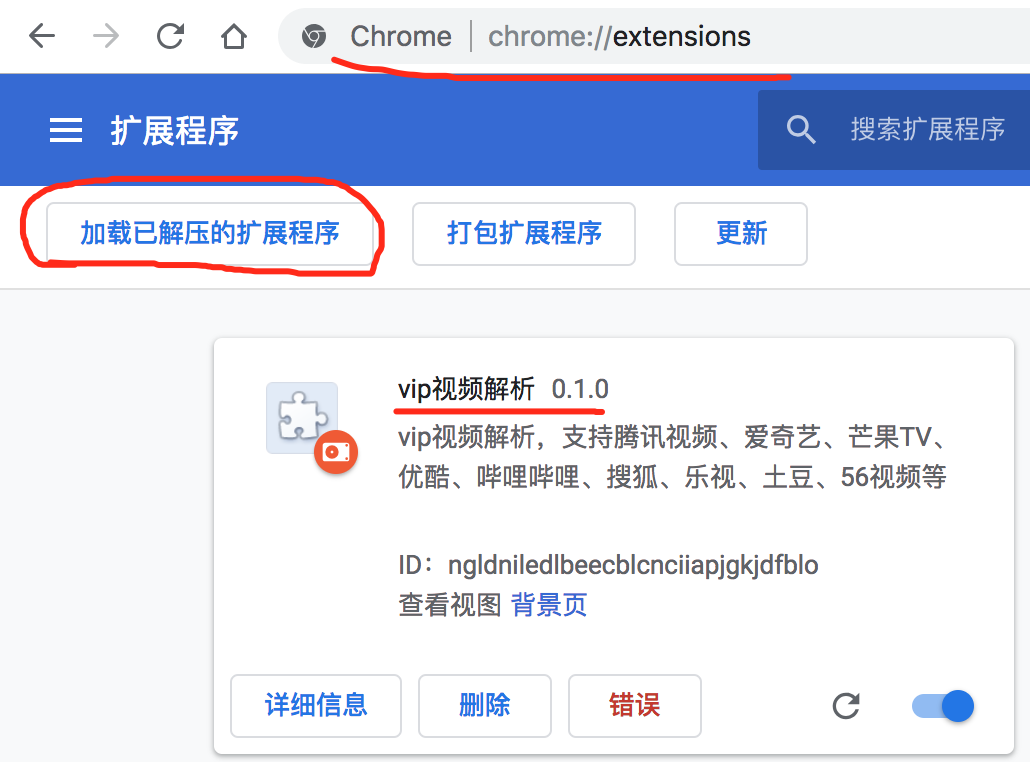 Chrome | chrome://extensions
扩展程序
搜索扩展程序
加载已解压的扩展程序
打包扩展程序
更新
vip视频解析 0.1.0
vip视频解析，支持腾讯视频、爱奇艺、芒果TV、
优酷、哔哩哔哩、搜狐、乐视、土豆、56视频等
ID：ngldniledlbeecblcnciiapjgkjdfblo
查看视图 背景页
详细信息
删除
错误